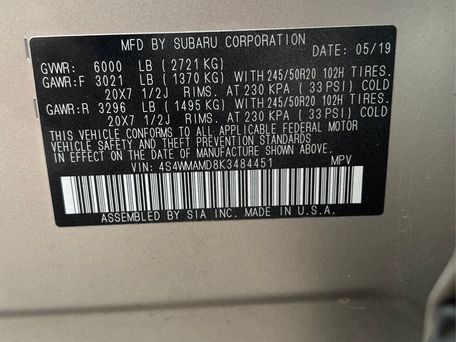 MFD BY SUBARU CORPORATION
DATE: 05/19
GVWR: 6000 LB (2721 KG)
GAWR:F 3021 LB (1370 KG) WITH 245/50R20 102H TIRES.
20X7 1/2J RIMS. AT 230 KPA ( 33 PSI) COLD
GAWR:R 3296 LB (1495 KG) WITH 245/50R20 102H TIRES.
20X7 1/2J RIMS. AT 230 KPA ( 33 PSI) COLD
THIS VEHICLE CONFORMS TO ALL APPLICABLE FEDERAL MOTOR
VEHICLE SAFETY, BUMPER, AND THEFT PREVENTION STANDARDS
IN EFFECT ON THE DATE OF MANUFACTURE SHOWN ABOVE.
VIN: 4S4WMAMD8K3484451 MPV
ASSEMBLED BY SIA INC. MADE IN U.S.A.